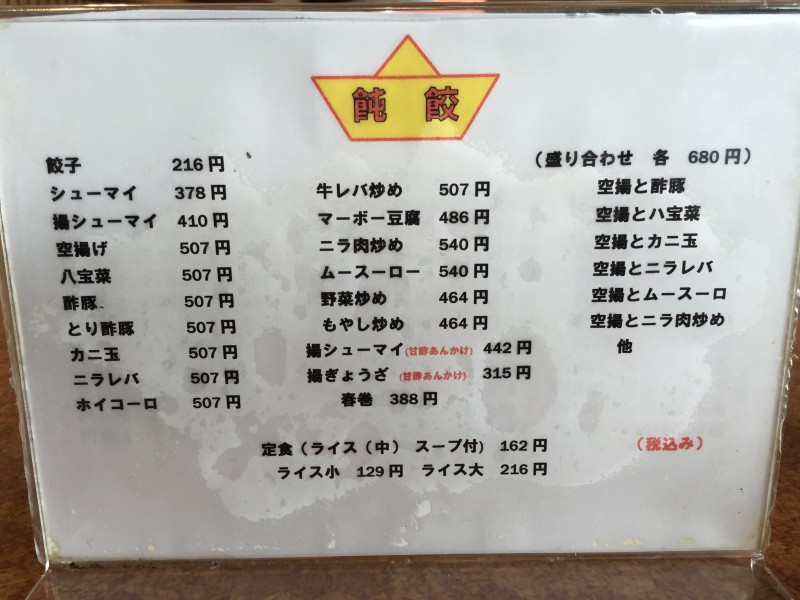 飩餃
餃子 216円
シューマイ 378円
揚シューマイ 410円
空揚げ 507円
八宝菜 507円
酢豚 507円
とり酢豚 507円
カニ玉 507円
ニラレバ 507円
ホイコーロ 507円
牛レバ炒め 507円
マーボー豆腐 486円
ニラ肉炒め 540円
ムースーロー 540円
野菜炒め 464円
もやし炒め 464円
揚シューマイ(甘酢あんかけ) 442円
揚ぎょうざ (甘酢あんかけ) 315円
春巻 388円
(盛り合わせ 各 680円)
空揚と酢豚
空揚とハ宝菜
空揚とカニ玉
空揚とニラレバ
空揚とムースーロ
空揚とニラ肉炒め
他
定食(ライス(中) スープ付) 162円
ライス小 129円 ライス大 216円
(税込み)